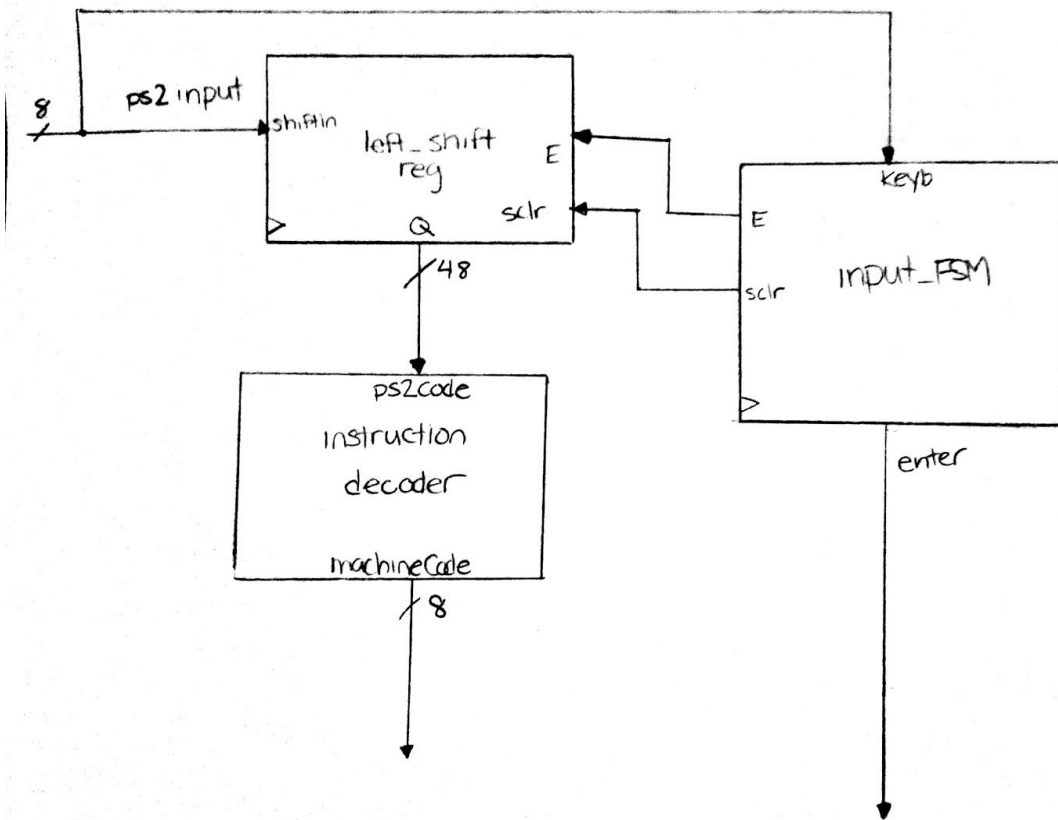 8
ps2 input
shiftin
left_shift
reg
E
sclr
Q
48
keyb
E
input_FSM
sclr
ps2code
instruction
decoder
machineCode
8
enter